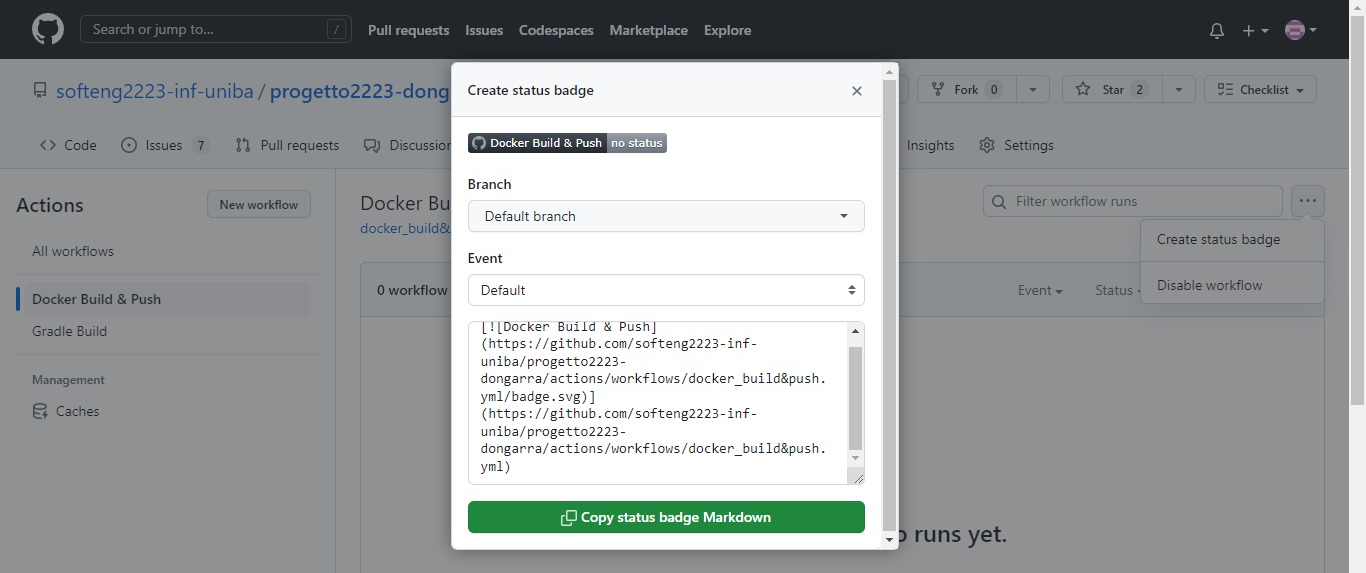 Search or jump to...
/
Pull requests
Issues
Codespaces
Marketplace
Explore
softeng2223-inf-uniba / progetto2223-dong
Fork 0
Star 2
Checklist
Code
Issues 7
Pull requests
Discussion
Insights
Settings
Actions
New workflow
All workflows
Docker Build & Push
Gradle Build
Management
Caches
Docker Bu
docker_build&
Filter workflow runs
...
Create status badge
Disable workflow
0 workflow
Event
Status
o runs yet.
Create status badge
Docker Build & Push no status
Branch
Default branch
Event
Default
[![Docker Build & Push]
(https://github.com/softeng2223-inf-
uniba/progetto2223-
dongarra/actions/workflows/docker_build&push.
yml/badge.svg)]
(https://github.com/softeng2223-inf-
uniba/progetto2223-
dongarra/actions/workflows/docker_build&push.
yml)
Copy status badge Markdown